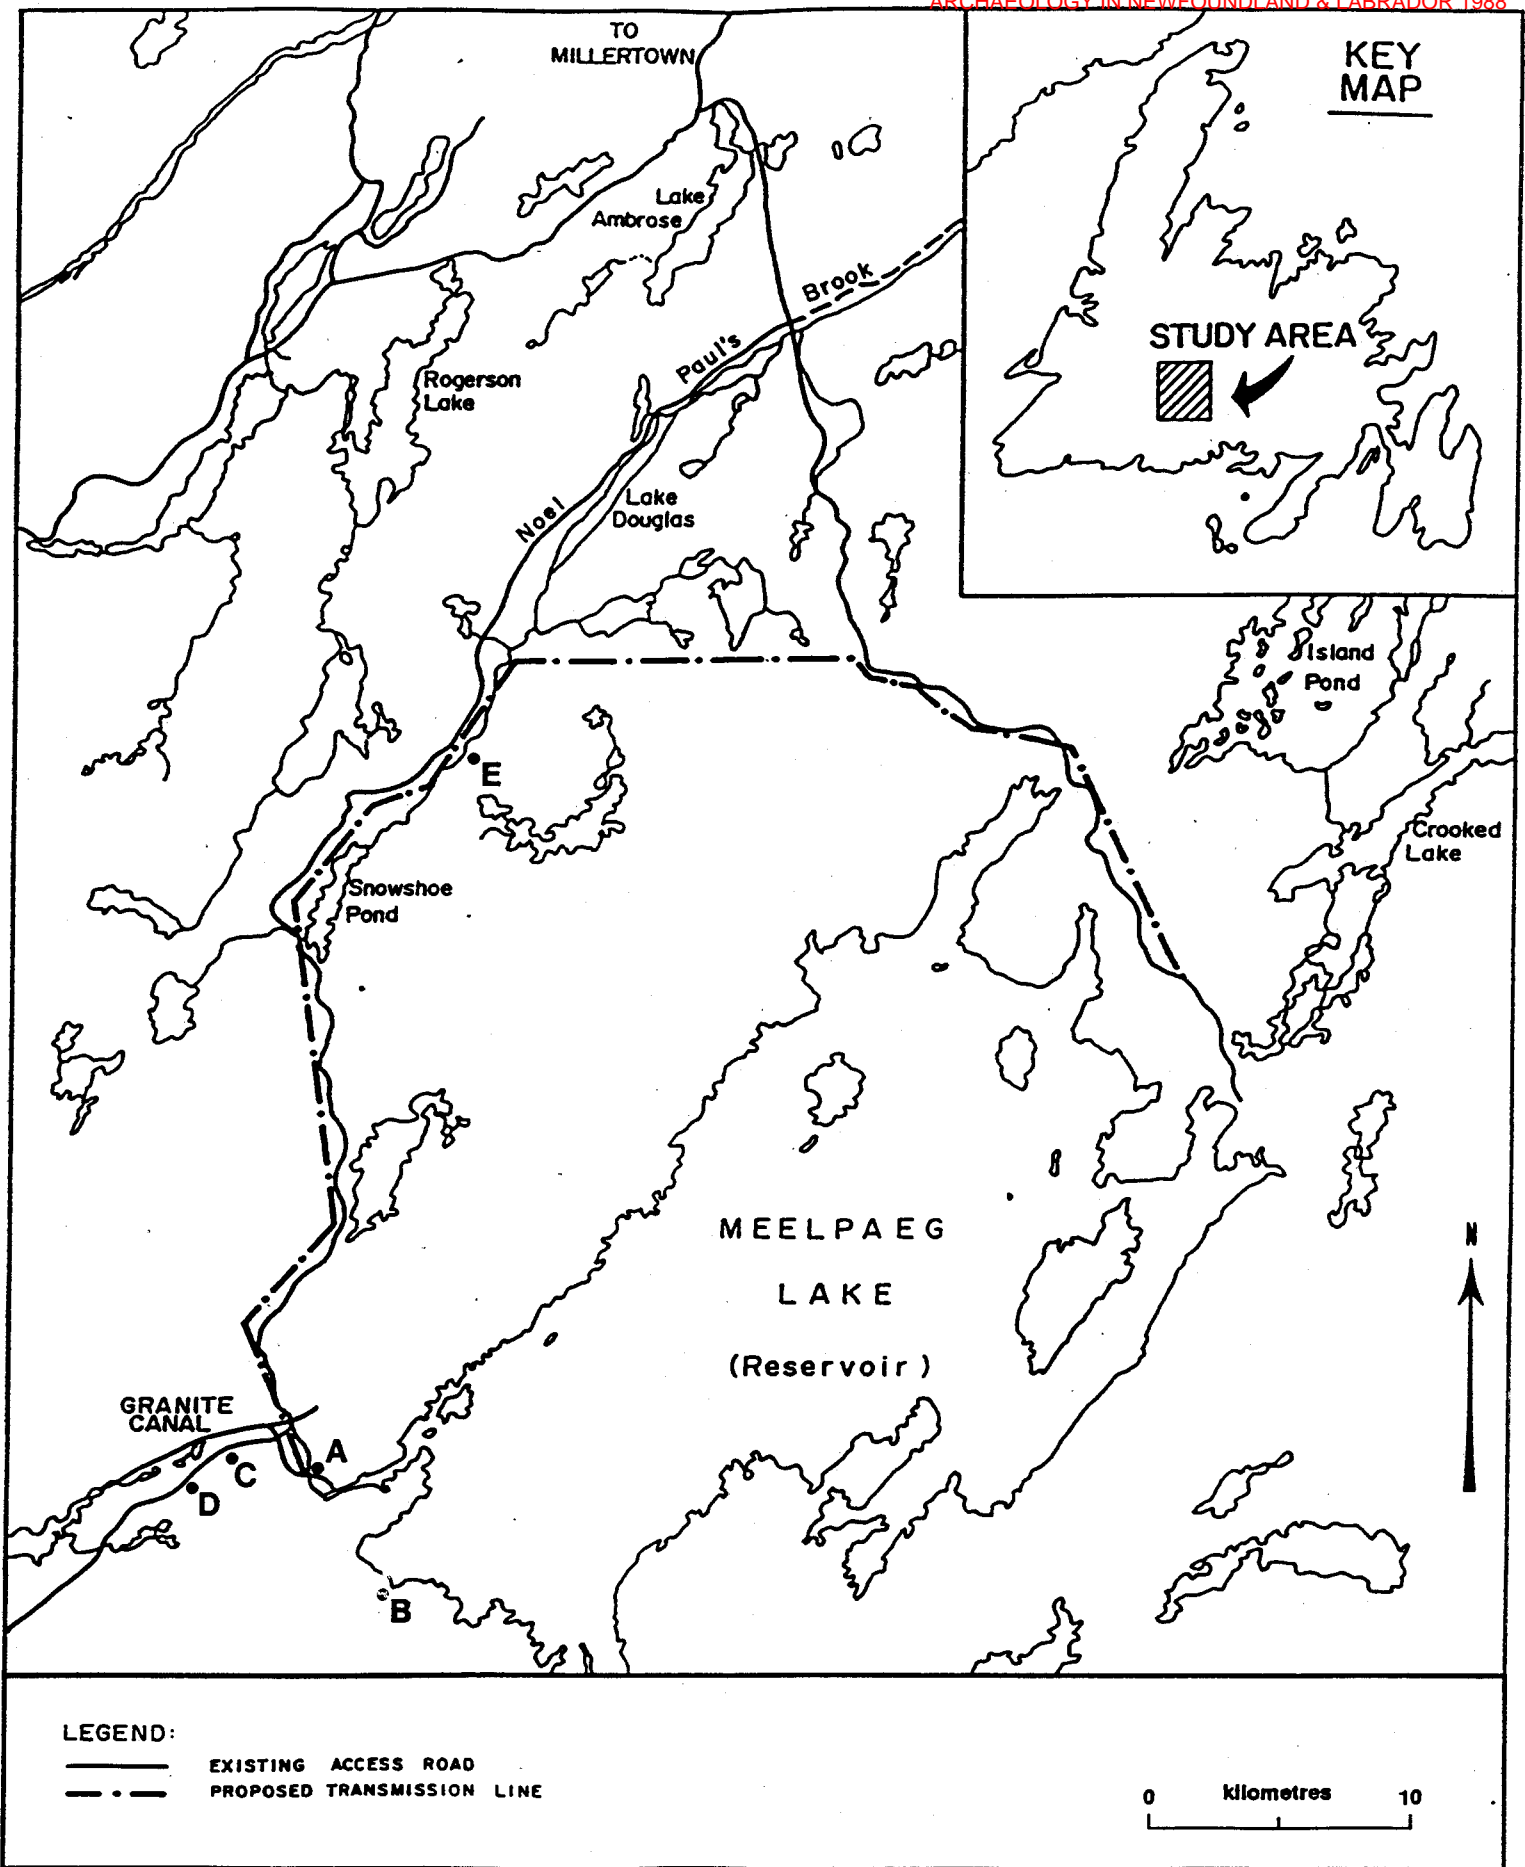 ARCHAEOLOGY IN NEWFOUNDLAND & LABRADOR 1988
TO
MILLERTOWN
KEY
MAP
Lake
Ambrose
Brook
Paul's
STUDY AREA
Rogerson
Lake
Lake
Douglas
Noel
Island
Pond
E
Crooked
Lake
Snowshoe
Pond
MEELPAEG
LAKE
(Reservoir)
N
GRANITE
CANAL
A
C
D
B
LEGEND:
EXISTING ACCESS ROAD
PROPOSED TRANSMISSION LINE
0 kilometres 10